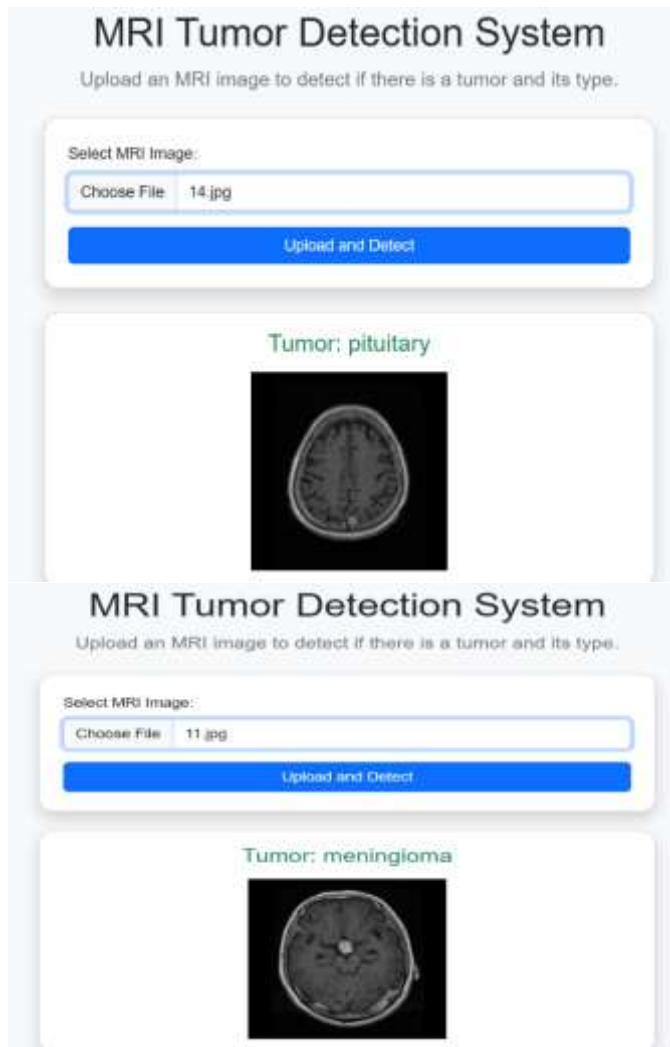 MRI Tumor Detection System
Upload an MRI image to detect if there is a tumor and its type.
Select MRI Image:
Choose File 14.jpg
Upload and Detect
Tumor: pituitary
MRI Tumor Detection System
Upload an MRI image to detect if there is a tumor and its type.
Select MRI Image:
Choose File 11.jpg
Upload and Detect
Tumor: meningioma